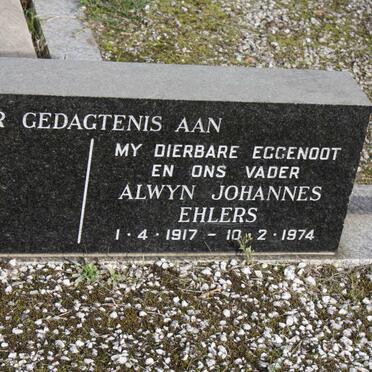 R GEDAGTENIS AAN
MY DIERBARE EGGENOOT
EN ONS VADER
ALWYN JOHANNES
EHLERS
1·4·1917 – 10·2·1974